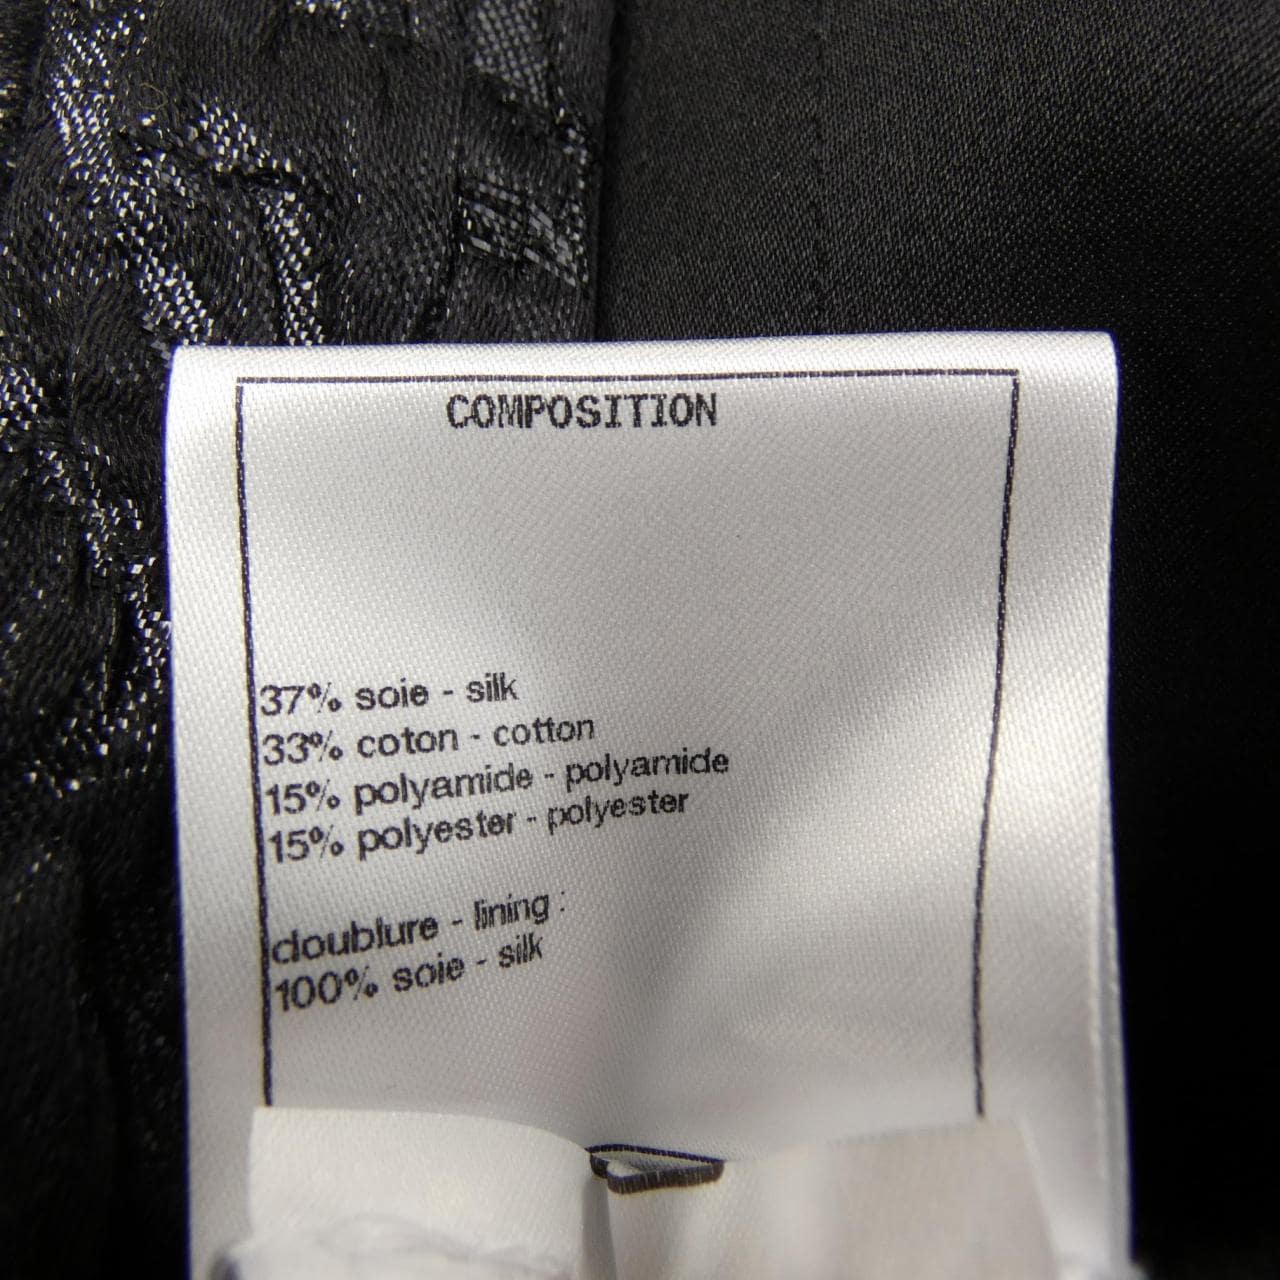 COMPOSITION
37% soie - silk
33% coton - cotton
15% polyamide - polyamide
15% polyester - polyester
doublure - lining :
100% soie - silk